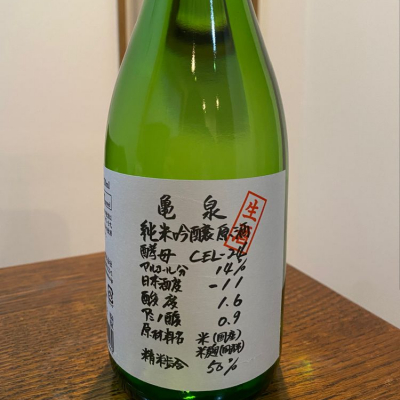 亀 泉
純米吟醸原酒
生酒
酵母 CEL-24
アルコール分 14%
日本酒度 -11
酸度 1.6
アミノ酸 0.9
原材料名 米(国産)
米麹(国産米)
精粋歩合 50%